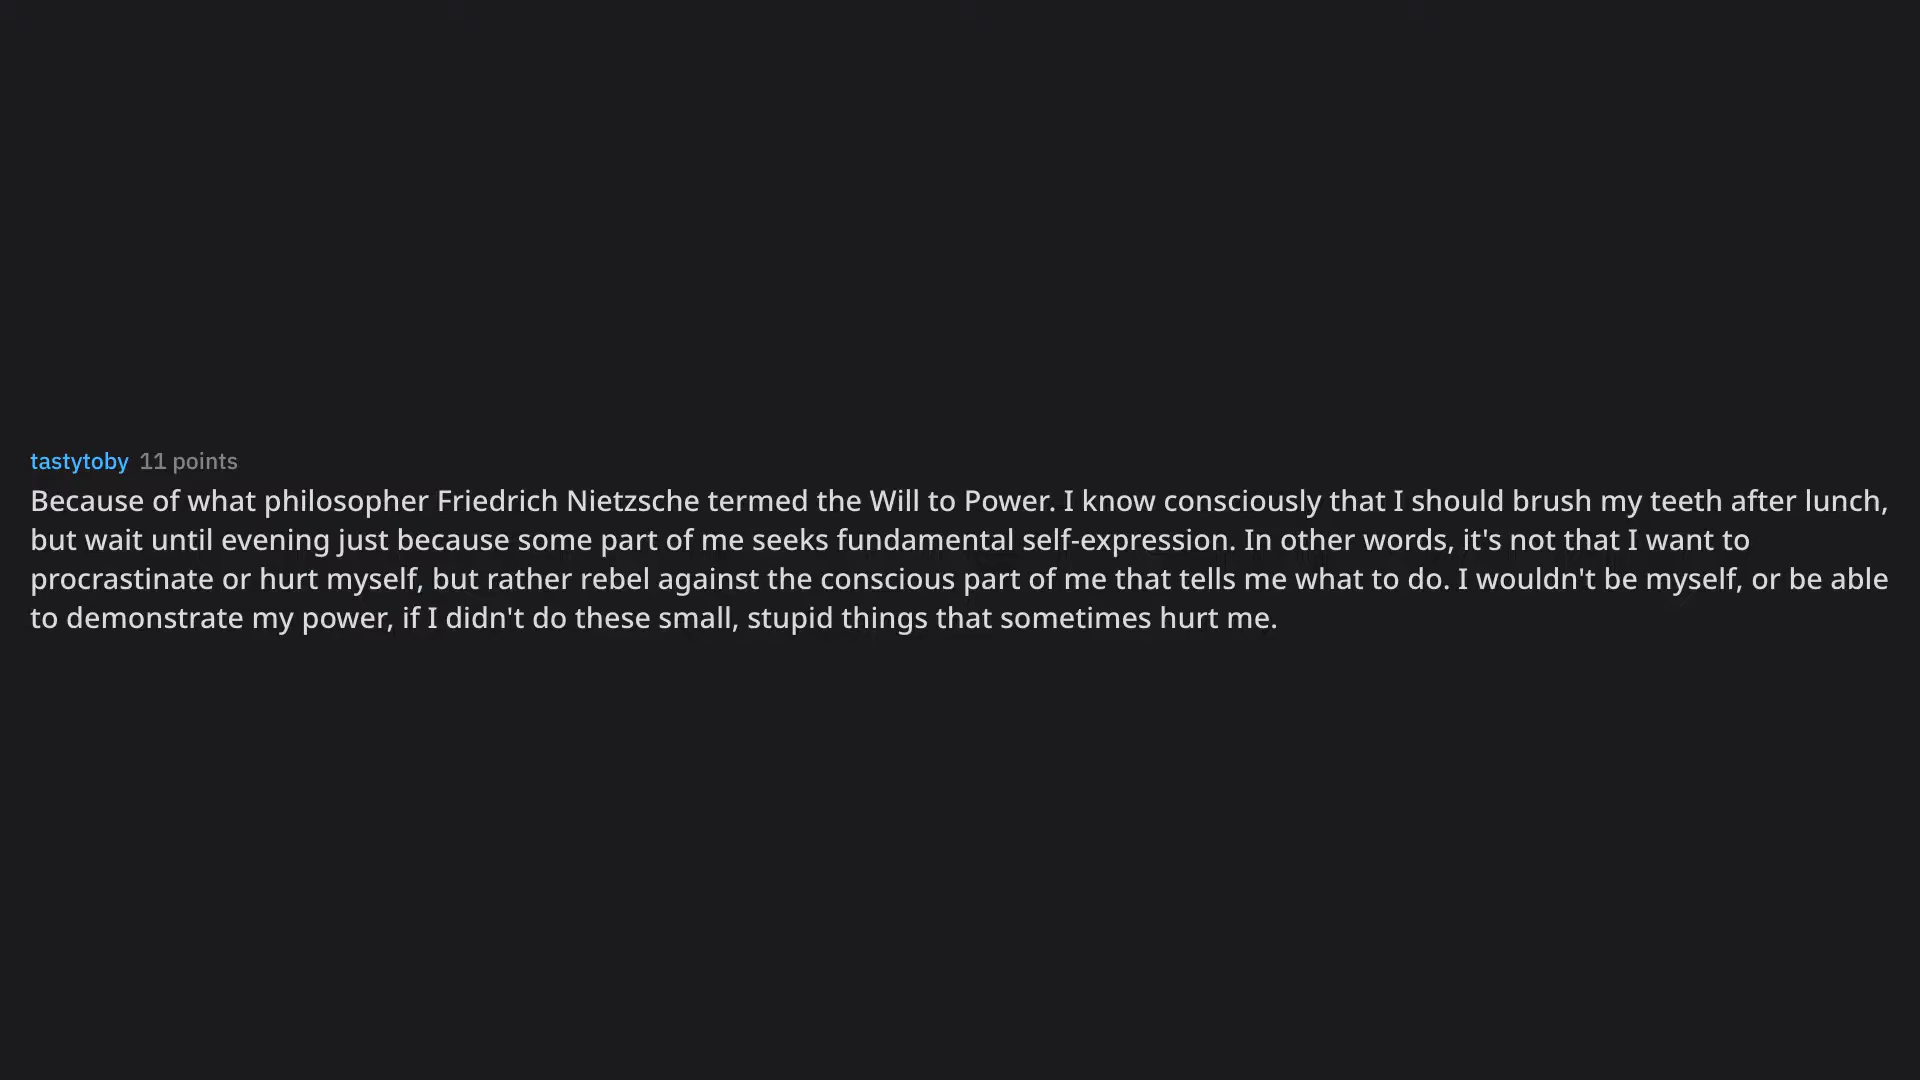 tastytoby 11 points
Because of what philosopher Friedrich Nietzsche termed the Will to Power. I know consciously that I should brush my teeth after lunch,
but wait until evening just because some part of me seeks fundamental self-expression. In other words, it's not that I want to
procrastinate or hurt myself, but rather rebel against the conscious part of me that tells me what to do. I wouldn't be myself, or be able
to demonstrate my power, if I didn't do these small, stupid things that sometimes hurt me.